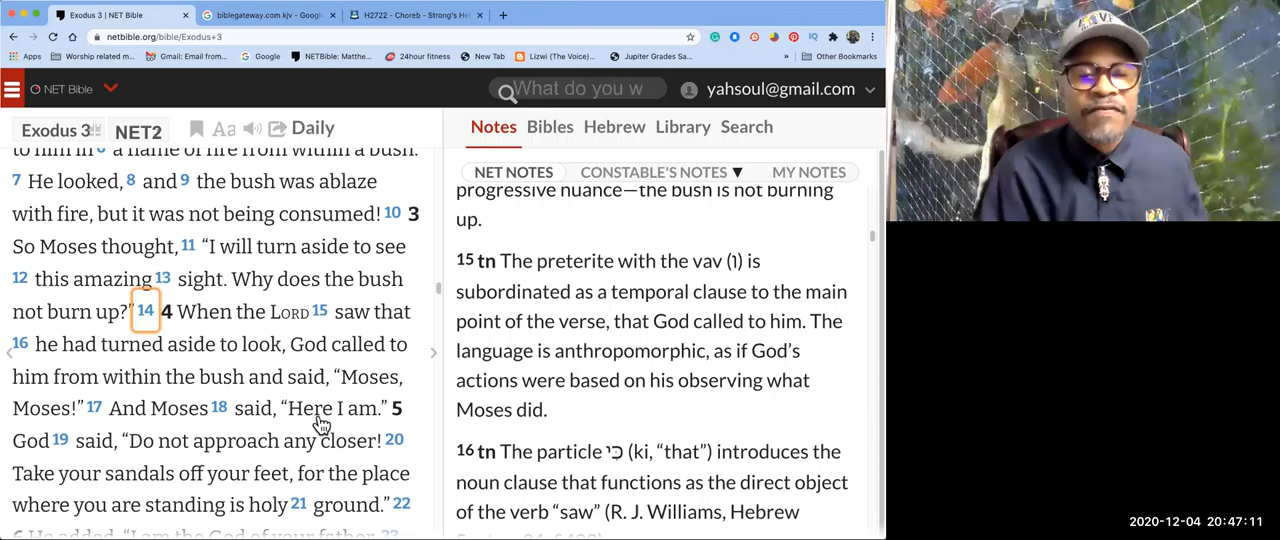 Exodus 3 | NET Bible
biblegateway.com kjv - Google
H2722 - Choreb - Strong's He
netbible.org/bible/Exodus+3
Apps
Worship related m...
Gmail: Email from...
Google
NETBible: Matthe...
24hour fitness
New Tab
Lizwi (The Voice)...
Jupiter Grades Sa...
»
Other Bookmarks
NET Bible
What do you w
yahsoul@gmail.com
Exodus 3
NET2
Aa
Daily
7 He looked, 8 and 9 the bush was ablaze
with fire, but it was not being consumed! 10 3
So Moses thought, 11 “I will turn aside to see
12 this amazing 13 sight. Why does the bush
not burn up?” 14 4 When the LORD 15 saw that
16 he had turned aside to look, God called to
him from within the bush and said, “Moses,
Moses!” 17 And Moses 18 said, “Here I am.” 5
God 19 said, “Do not approach any closer! 20
Take your sandals off your feet, for the place
where you are standing is holy 21 ground.” 22
Notes
Bibles
Hebrew
Library
Search
NET NOTES
CONSTABLE'S NOTES ▼
MY NOTES
progressive nuance—the bush is not burning
up.
15 tn The preterite with the vav (ו) is
subordinated as a temporal clause to the main
point of the verse, that God called to him. The
language is anthropomorphic, as if God’s
actions were based on his observing what
Moses did.
16 tn The particle כִּי (ki, “that”) introduces the
noun clause that functions as the direct object
of the verb “saw” (R. J. Williams, Hebrew
2020-12-04 20:47:11